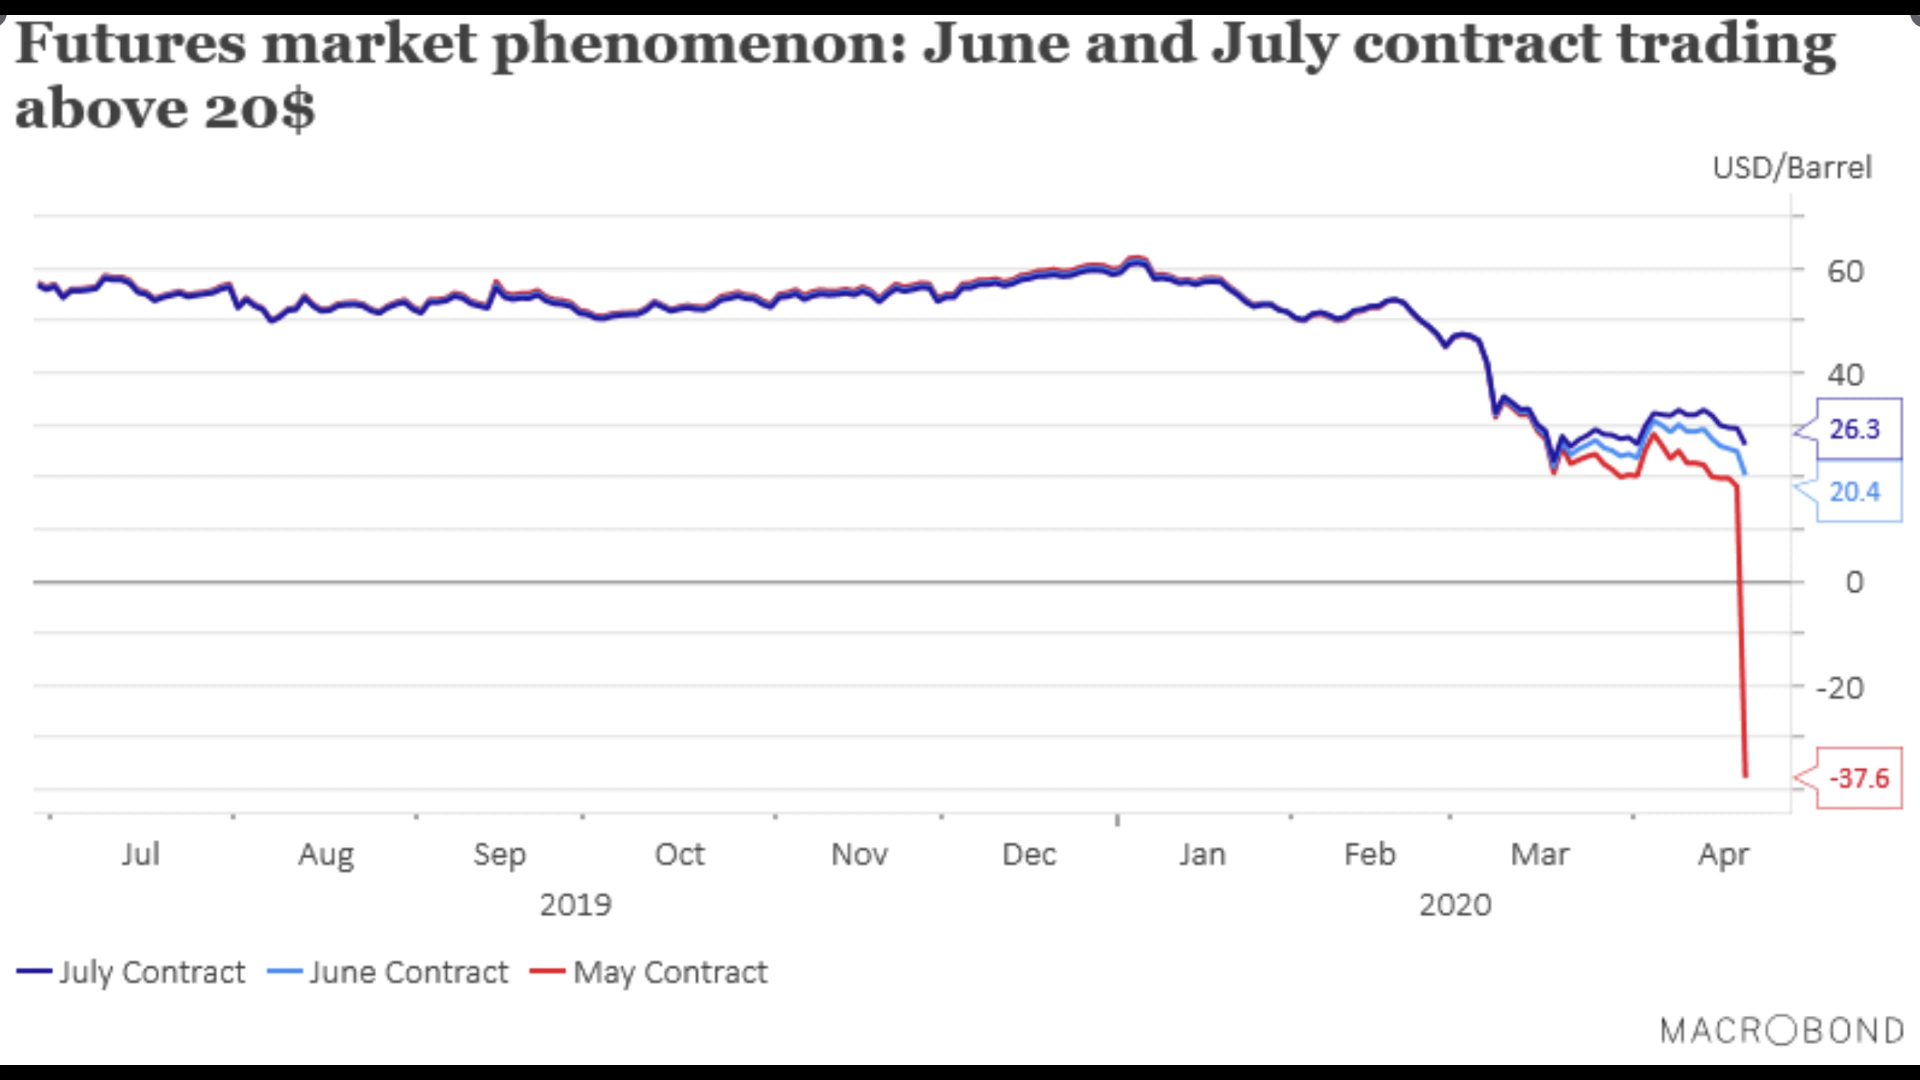 Futures market phenomenon: June and July contract trading
above 20$
USD/Barrel
60
40
26.3
20.4
0
-20
-37.6
Jul Aug Sep Oct Nov Dec Jan Feb Mar Apr
2019 2020
July Contract June Contract May Contract
MACROBOND